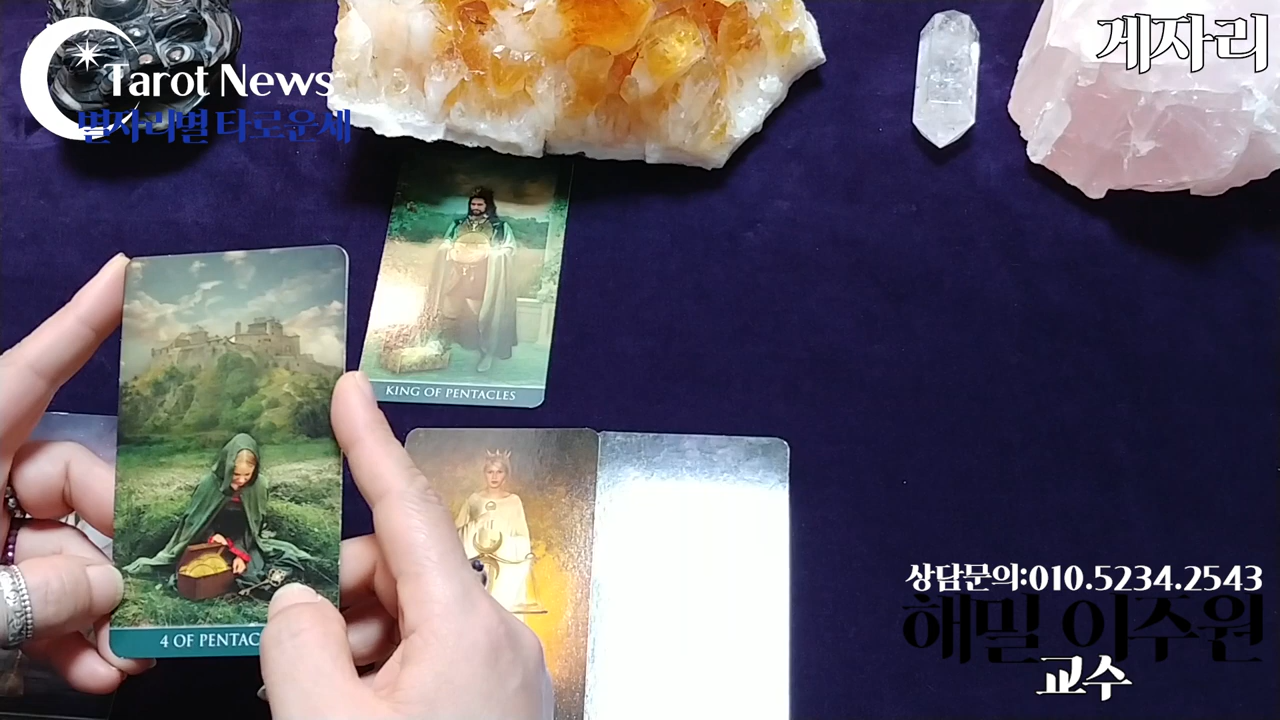 Tarot News
별자리별 타로운세
게자리
KING OF PENTACLES
4 OF PENTAC
상담문의:010.5234.2543
해밀 이주원
교수